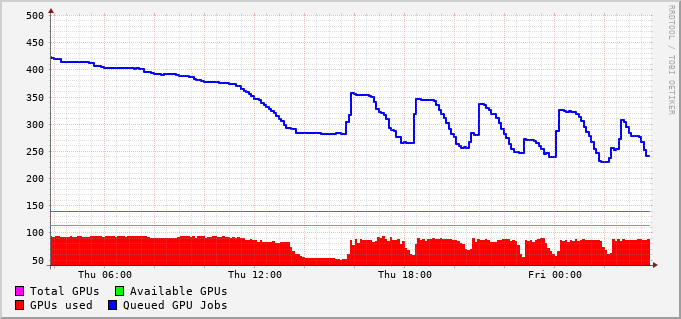 500
450
400
350
300
250
200
150
100
50
Thu 06:00 Thu 12:00 Thu 18:00 Fri 00:00
Total GPUs Available GPUs
GPUs used Queued GPU Jobs
RRDTOOL / TOBI OETIKER